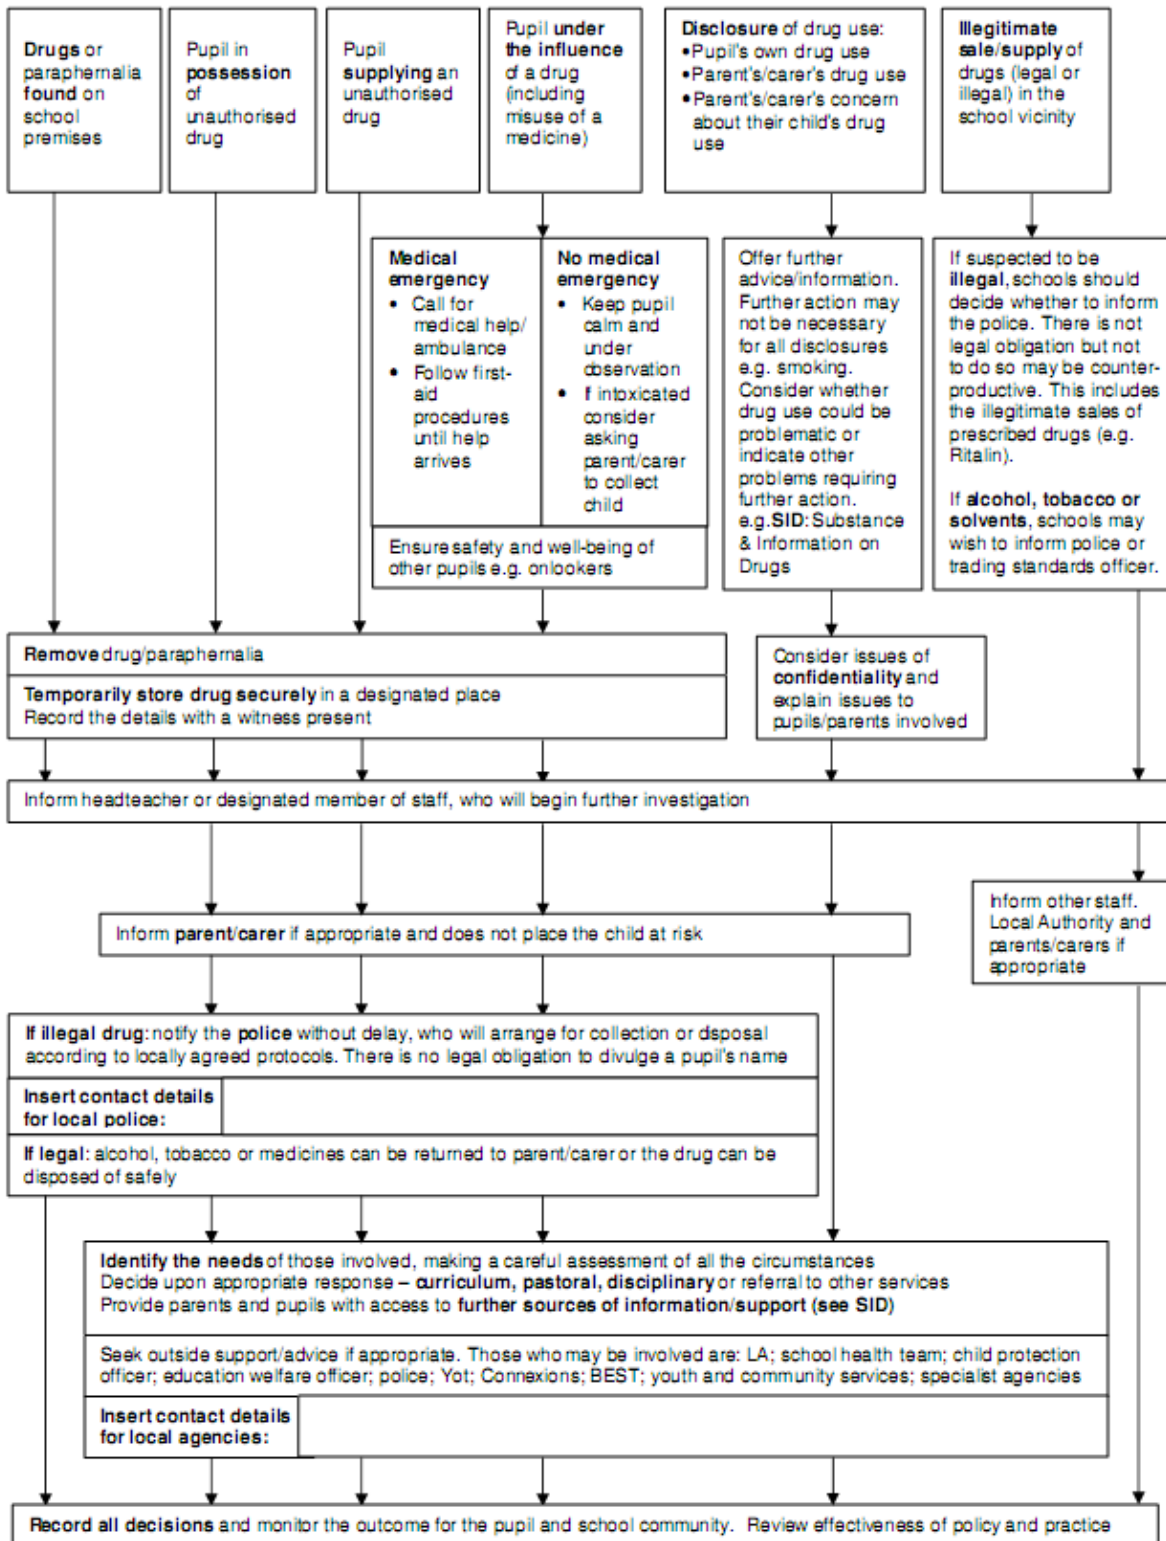 Drugs or
paraphernalia
found on
school
premises
Pupil in
possession
of
unauthorised
drug
Pupil
supplying an
unauthorised
drug
Pupil under
the influence
of a drug
(including
misuse of a
medicine)
Disclosure of drug use:
•Pupil's own drug use
•Parent's/carer's drug use
•Parent's/carer's concern
about their child's drug
use
Illegitimate
sale/supply of
drugs (legal or
illegal) in the
school vicinity
Medical
emergency
• Call for
medical help/
ambulance
• Follow first-
aid
procedures
until help
arrives
No medical
emergency
• Keep pupil
calm and
under
observation
• If intoxicated
consider
asking
parent/carer
to collect
child
Ensure safety and well-being of
other pupils e.g. onlookers
Offer further
advice/information.
Further action may
not be necessary
for all disclosures
e.g. smoking.
Consider whether
drug use could be
problematic or
indicate other
problems requiring
further action.
e.g.SID: Substance
& Information on
Drugs
If suspected to be
illegal, schools should
decide whether to inform
the police. There is not
legal obligation but not
to do so may be counter-
productive. This includes
the illegitimate sales of
prescribed drugs (e.g.
Ritalin).
If alcohol, tobacco or
solvents, schools may
wish to inform police or
trading standards officer.
Remove drug/paraphernalia
Temporarily store drug securely in a designated place
Record the details with a witness present
Consider issues of
confidentiality and
explain issues to
pupils/parents involved
Inform headteacher or designated member of staff, who will begin further investigation
Inform parent/carer if appropriate and does not place the child at risk
Inform other staff.
Local Authority and
parents/carers if
appropriate
If illegal drug: notify the police without delay, who will arrange for collection or disposal
according to locally agreed protocols. There is no legal obligation to divulge a pupil's name
Insert contact details
for local police:
If legal: alcohol, tobacco or medicines can be returned to parent/carer or the drug can be
disposed of safely
Identify the needs of those involved, making a careful assessment of all the circumstances
Decide upon appropriate response – curriculum, pastoral, disciplinary or referral to other services
Provide parents and pupils with access to further sources of information/support (see SID)
Seek outside support/advice if appropriate. Those who may be involved are: LA; school health team; child protection
officer; education welfare officer; police; Yot; Connexions; BEST; youth and community services; specialist agencies
Insert contact details
for local agencies:
Record all decisions and monitor the outcome for the pupil and school community. Review effectiveness of policy and practice